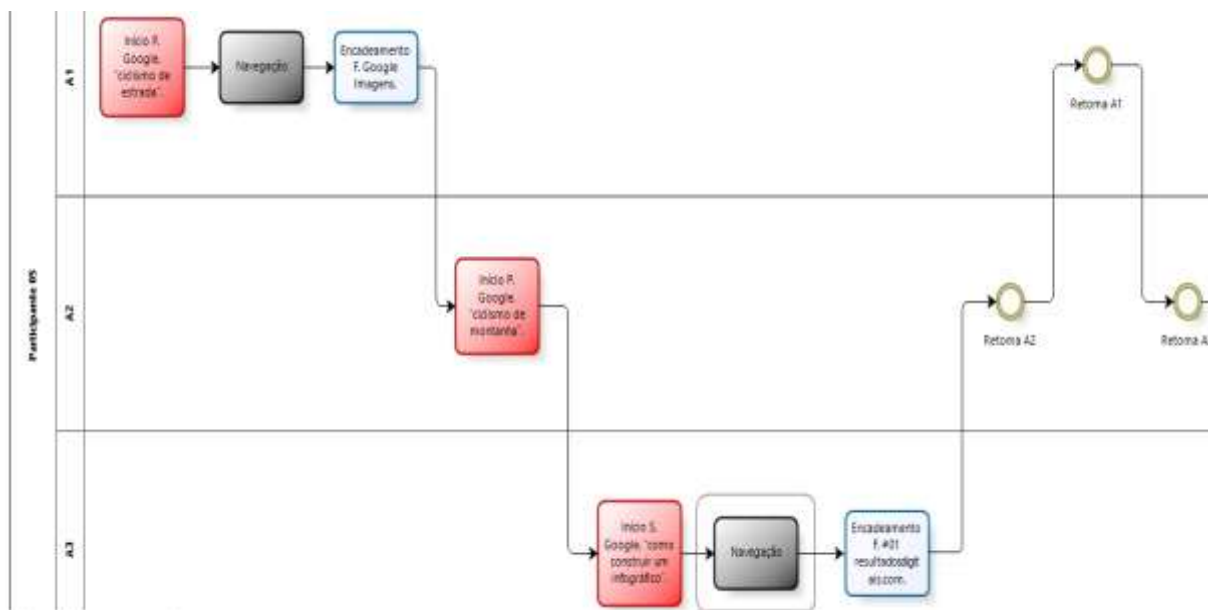 Participante 05
A1
Início P.
Google,
"ciclismo de
estrada".
Navegação
Encadeamento
F. Google
Imagens.
Retoma A1
A2
Início P.
Google,
"ciclismo de
montanha".
Retoma A2
Retoma A
A3
Início S.
Google, "como
construir um
infográfico".
Navegação
Encadeamento
F. #01
resultadosdigit
ais.com.